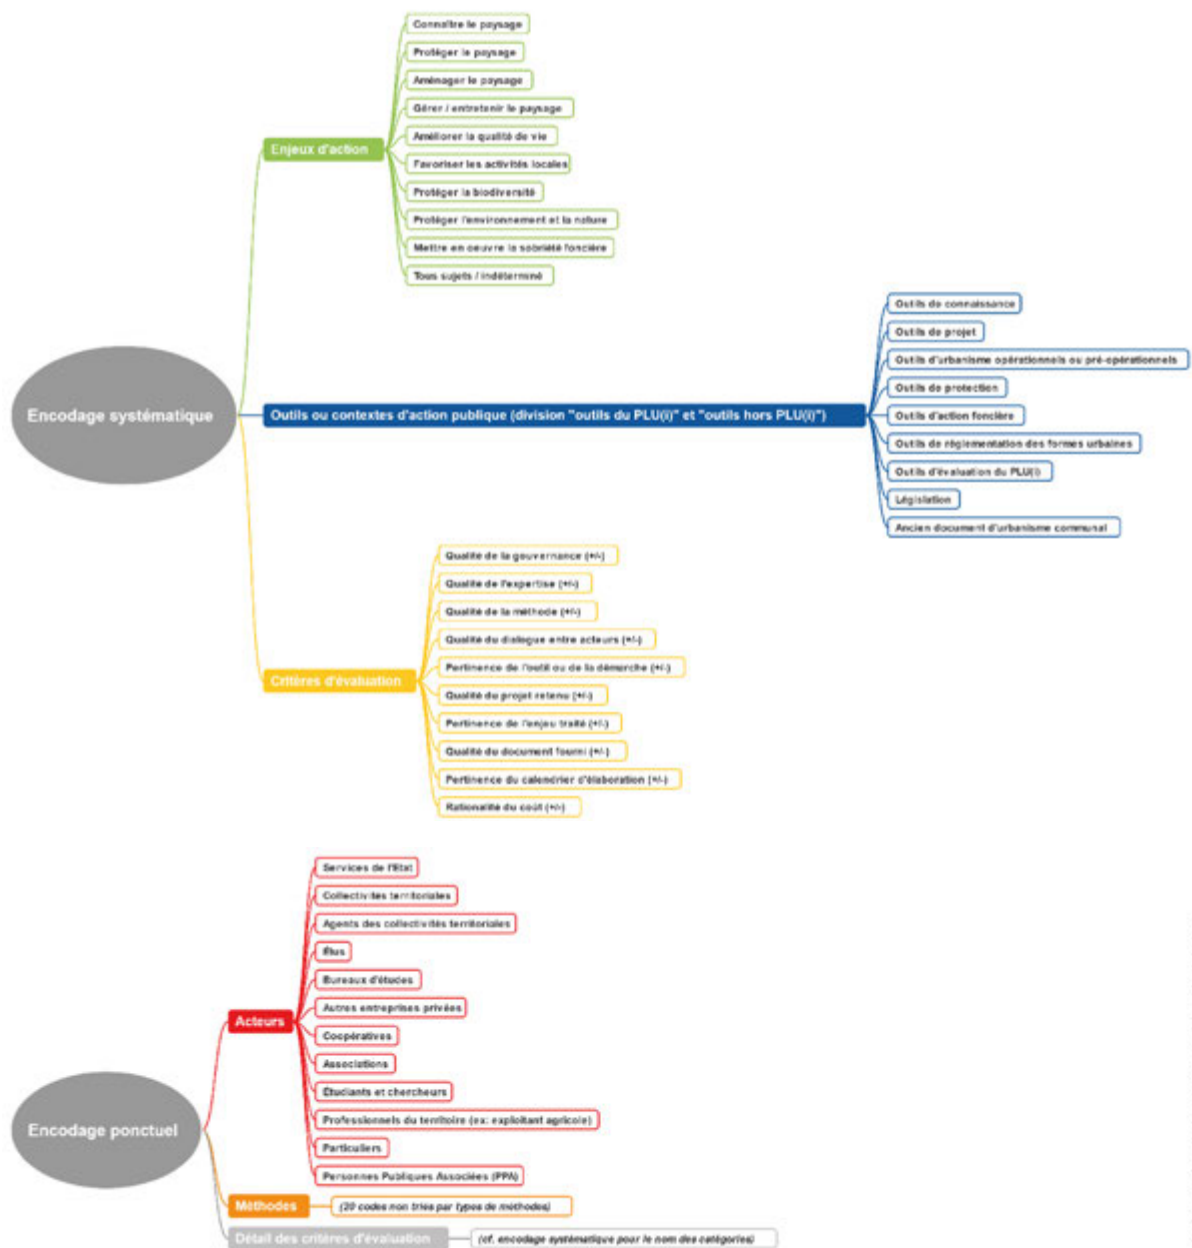 Connaître le paysage
Protéger le paysage
Aménager le paysage
Gérer / entretenir le paysage
Enjeux d'action
Améliorer la qualité de vie
Favoriser les activités locales
Protéger la biodiversité
Protéger l'environnement et la nature
Mettre en oeuvre la sobriété foncière
Tous sujets / indéterminé
Encodage systématique
Outils ou contextes d'action publique (division "outils du PLU(i)" et "outils hors PLU(i)")
Outils de connaissance
Outils de projet
Outils d'urbanisme opérationnels ou pré-opérationnels
Outils de protection
Outils d'action foncière
Outils de règlementation des formes urbaines
Outils d'évaluation du PLU(i)
Législation
Ancien document d'urbanisme communal
Critères d'évaluation
Qualité de la gouvernance (+/-)
Qualité de l'expertise (+/-)
Qualité de la méthode (+/-)
Qualité du dialogue entre acteurs (+/-)
Pertinence de l'outil ou de la démarche (+/-)
Qualité du projet retenu (+/-)
Pertinence de l'enjeu traité (+/-)
Qualité du document fourni (+/-)
Pertinence du calendrier d'élaboration (+/-)
Rationalité du coût (+/-)
Encodage ponctuel
Acteurs
Services de l'Etat
Collectivités territoriales
Agents des collectivités territoriales
Élus
Bureaux d'études
Autres entreprises privées
Coopératives
Associations
Étudiants et chercheurs
Professionnels du territoire (ex: exploitant agricole)
Particuliers
Personnes Publiques Associées (PPA)
Méthodes
(20 codes non triés par types de méthodes)
Détail des critères d'évaluation
(cf. encodage systématique pour le nom des catégories)